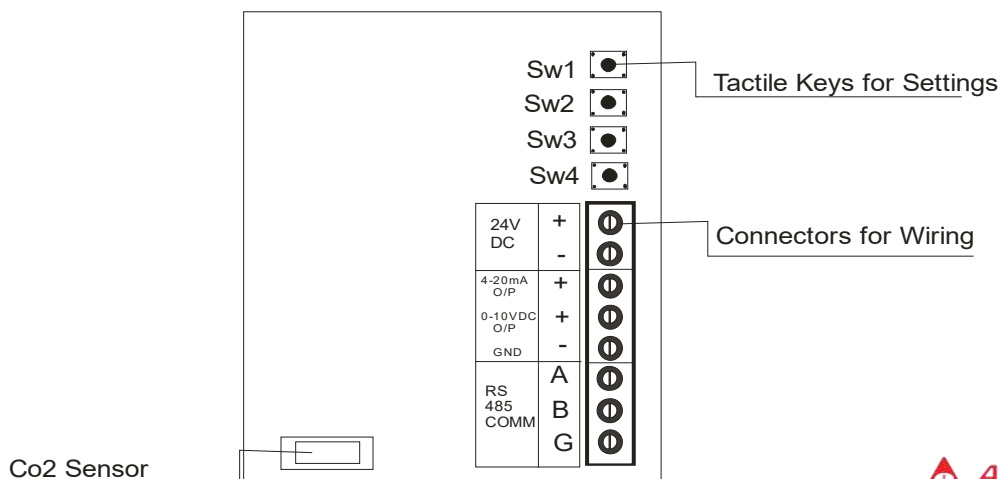 Sw1
Tactile Keys for Settings
Sw2
Sw3
Sw4
24V
DC
+
-
Connectors for Wiring
4-20mA
O/P
+
0-10VDC
O/P
+
GND
-
RS
485
COMM
A
B
G
Co2 Sensor